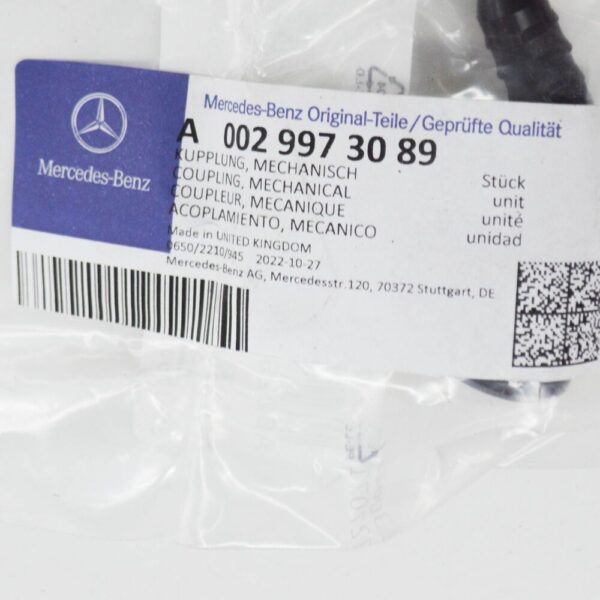 Mercedes-Benz
Mercedes-Benz Original-Teile/Geprüfte Qualität
A 002 997 30 89
KUPPLUNG, MECHANISCH
COUPLING, MECHANICAL
COUPLEUR, MECANIQUE
ACOPLAMIENTO, MECANICO
Stück
unit
unité
unidad
Made in UNITED KINGDOM
0650/2210/945 2022-10-27
Mercedes-Benz AG, Mercedesstr.120, 70372 Stuttgart, DE